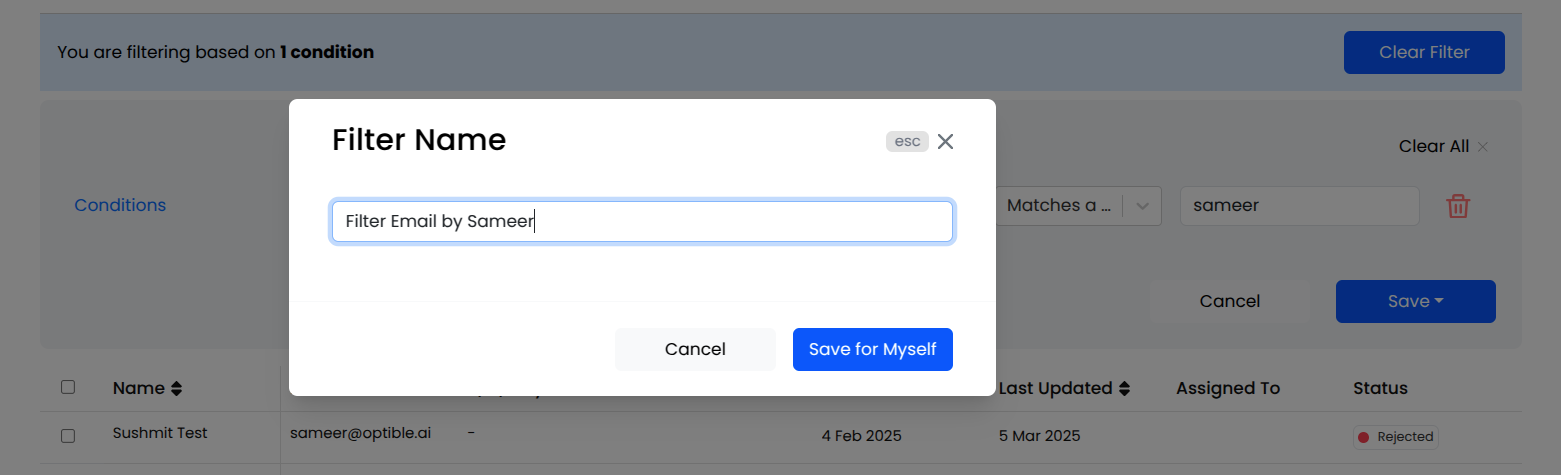 You are filtering based on 1 condition
Clear Filter
Filter Name
esc
Clear All
Conditions
Filter Email by Sameer
Matches a ...
sameer
Cancel
Save
Cancel
Save for Myself
Name
Last Updated
Assigned To
Status
Sushmit Test
sameer@optible.ai
-
4 Feb 2025
5 Mar 2025
Rejected